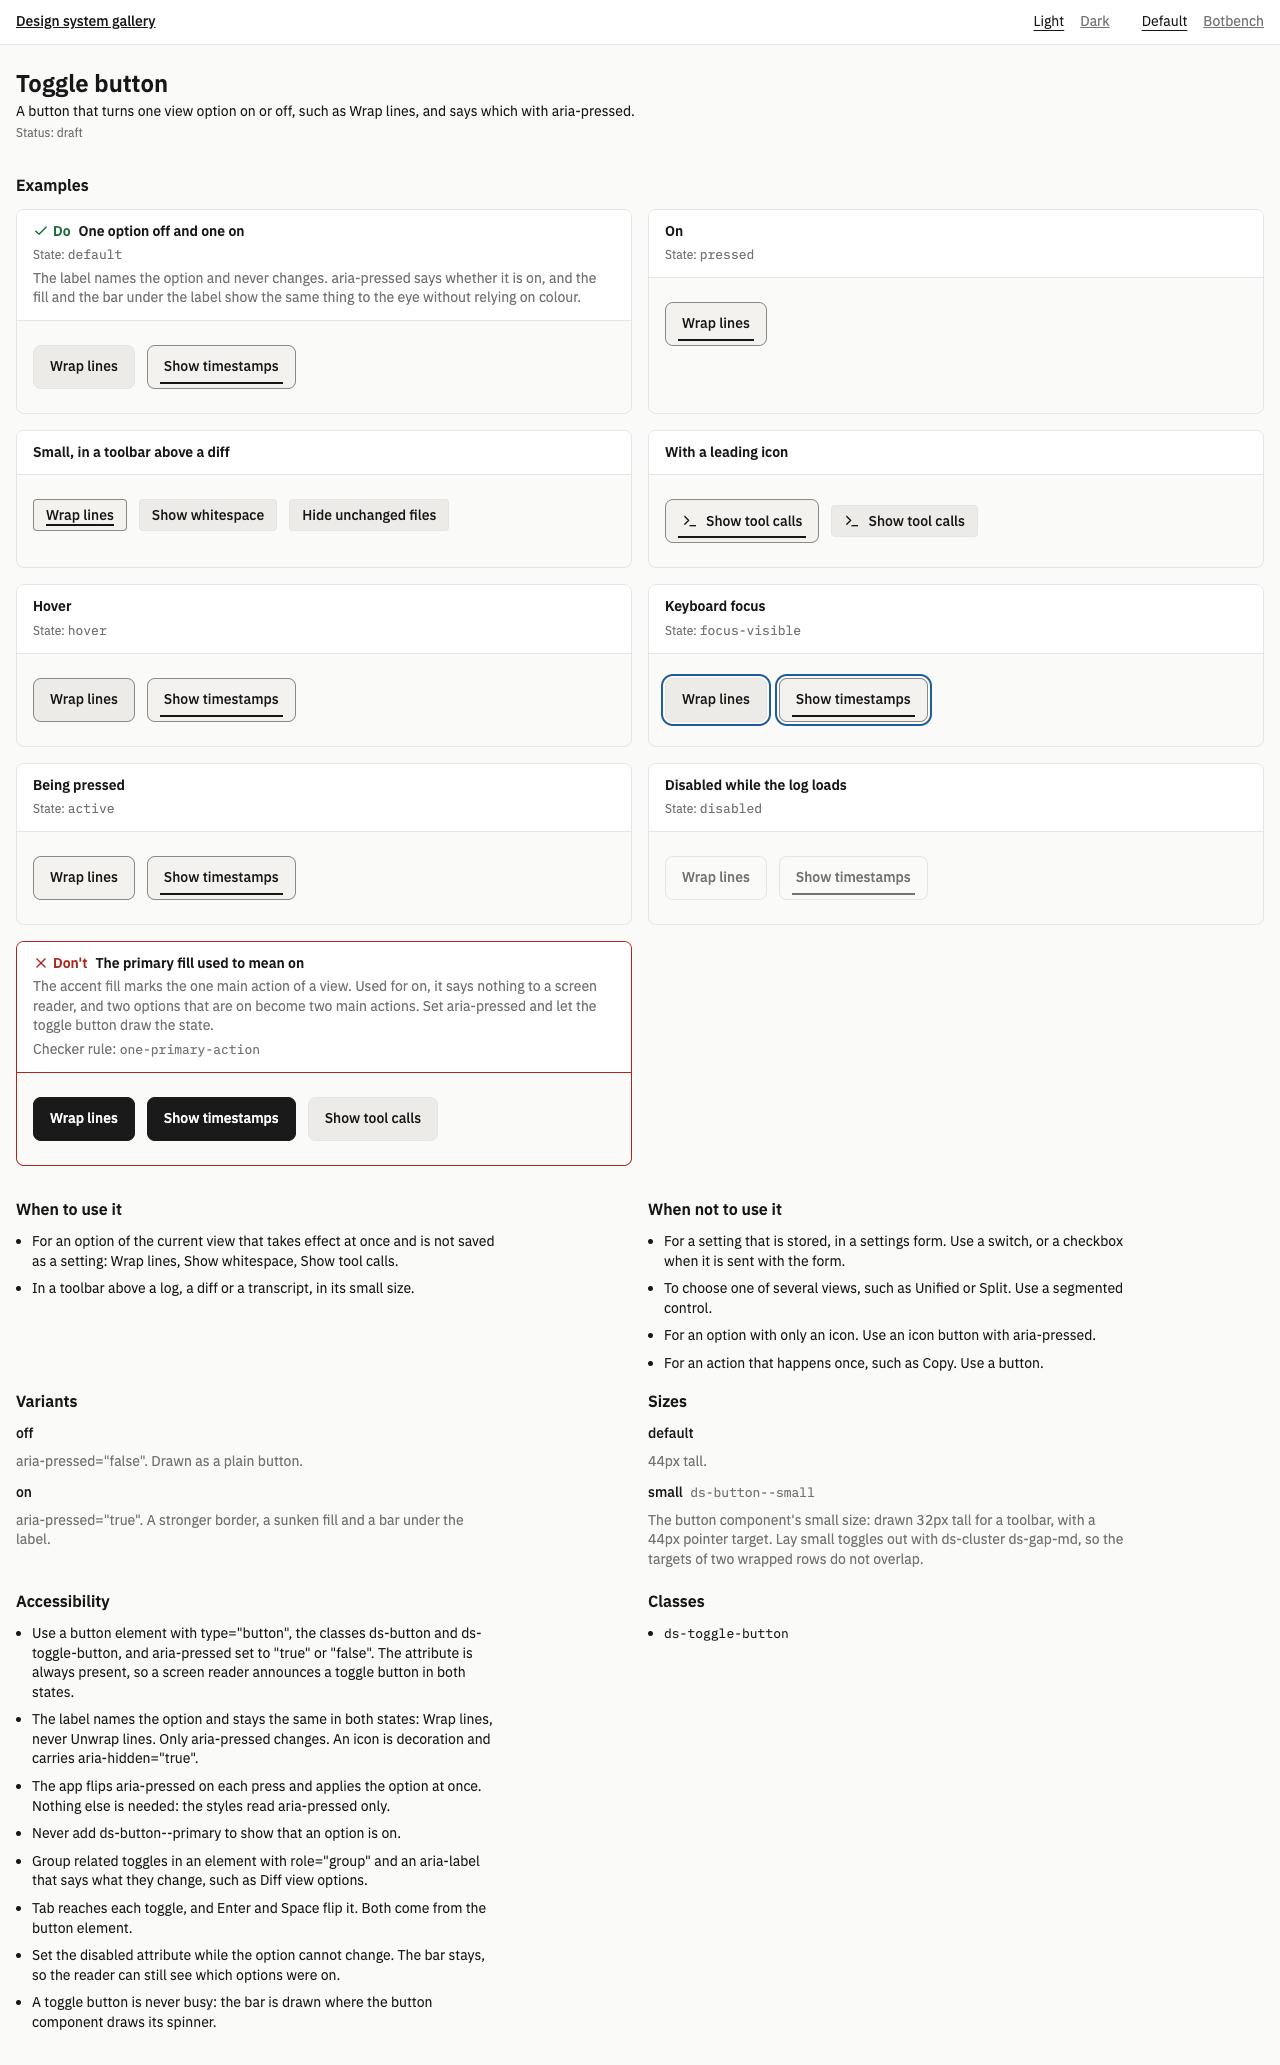 Design system gallery
Light Dark Default Botbench
Toggle button
A button that turns one view option on or off, such as Wrap lines, and says which with aria-pressed.
Status: draft
Examples
Do One option off and one on
State: default
The label names the option and never changes. aria-pressed says whether it is on, and the
fill and the bar under the label show the same thing to the eye without relying on colour.
Wrap lines Show timestamps
On
State: pressed
Wrap lines
Small, in a toolbar above a diff
Wrap lines Show whitespace Hide unchanged files
With a leading icon
Show tool calls Show tool calls
Hover
State: hover
Wrap lines Show timestamps
Keyboard focus
State: focus-visible
Wrap lines Show timestamps
Being pressed
State: active
Wrap lines Show timestamps
Disabled while the log loads
State: disabled
Wrap lines Show timestamps
Don't The primary fill used to mean on
The accent fill marks the one main action of a view. Used for on, it says nothing to a screen
reader, and two options that are on become two main actions. Set aria-pressed and let the
toggle button draw the state.
Checker rule: one-primary-action
Wrap lines Show timestamps Show tool calls
When to use it
For an option of the current view that takes effect at once and is not saved
as a setting: Wrap lines, Show whitespace, Show tool calls.
In a toolbar above a log, a diff or a transcript, in its small size.
When not to use it
For a setting that is stored, in a settings form. Use a switch, or a checkbox
when it is sent with the form.
To choose one of several views, such as Unified or Split. Use a segmented
control.
For an option with only an icon. Use an icon button with aria-pressed.
For an action that happens once, such as Copy. Use a button.
Variants
off
aria-pressed="false". Drawn as a plain button.
on
aria-pressed="true". A stronger border, a sunken fill and a bar under the
label.
Sizes
default
44px tall.
small ds-button--small
The button component's small size: drawn 32px tall for a toolbar, with a
44px pointer target. Lay small toggles out with ds-cluster ds-gap-md, so the
targets of two wrapped rows do not overlap.
Accessibility
Use a button element with type="button", the classes ds-button and ds-
toggle-button, and aria-pressed set to "true" or "false". The attribute is
always present, so a screen reader announces a toggle button in both
states.
The label names the option and stays the same in both states: Wrap lines,
never Unwrap lines. Only aria-pressed changes. An icon is decoration and
carries aria-hidden="true".
The app flips aria-pressed on each press and applies the option at once.
Nothing else is needed: the styles read aria-pressed only.
Never add ds-button--primary to show that an option is on.
Group related toggles in an element with role="group" and an aria-label
that says what they change, such as Diff view options.
Tab reaches each toggle, and Enter and Space flip it. Both come from the
button element.
Set the disabled attribute while the option cannot change. The bar stays,
so the reader can still see which options were on.
A toggle button is never busy: the bar is drawn where the button
component draws its spinner.
Classes
ds-toggle-button